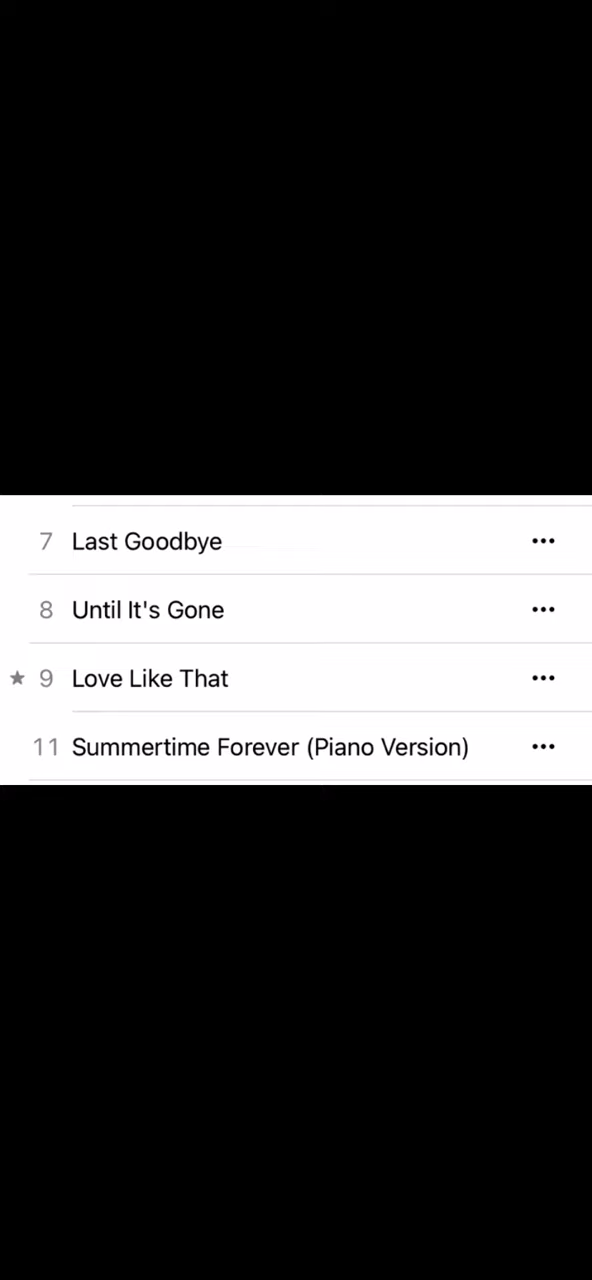 7 Last Goodbye •••
8 Until It's Gone •••
★ 9 Love Like That •••
11 Summertime Forever (Piano Version) •••